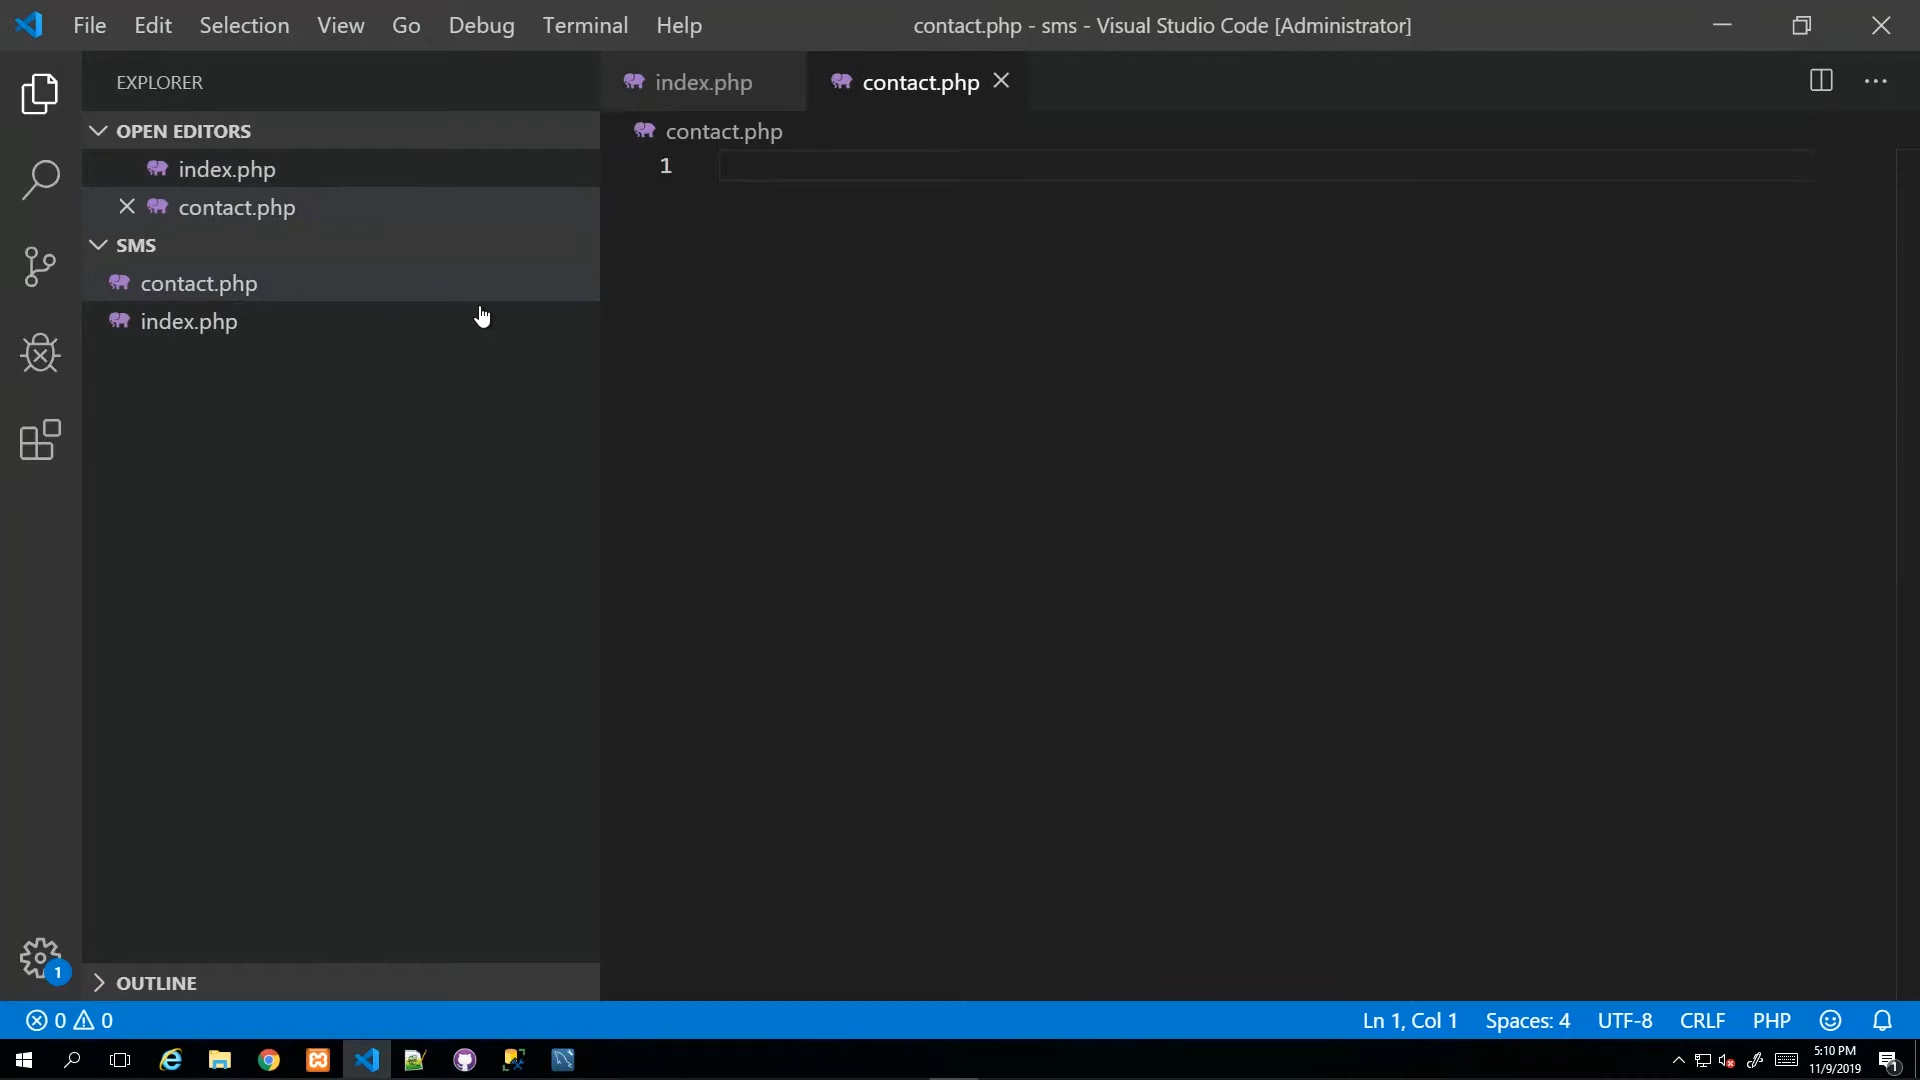 File Edit Selection View Go Debug Terminal Help contact.php - sms - Visual Studio Code [Administrator]
EXPLORER
index.php contact.php
OPEN EDITORS
contact.php
index.php
1
contact.php
SMS
contact.php
index.php
1
OUTLINE
0 0 Ln 1, Col 1 Spaces: 4 UTF-8 CRLF PHP
5:10 PM
11/9/2019
1